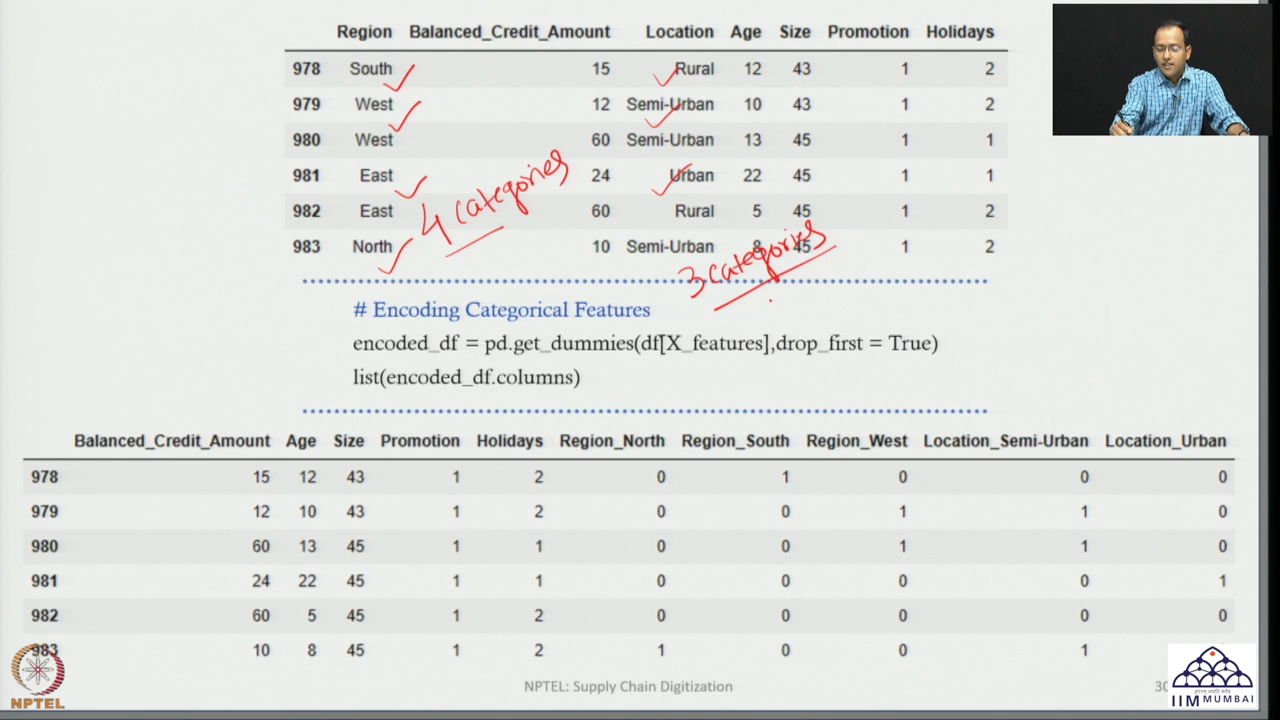 Region Balanced_Credit_Amount Location Age Size Promotion Holidays
978 South 15 Rural 12 43 1 2
979 West 12 Semi-Urban 10 43 1 2
980 West 60 Semi-Urban 13 45 1 1
981 East 24 Urban 22 45 1 1
982 East 60 Rural 5 45 1 2
983 North 10 Semi-Urban 8 45 1 2
4 categories
3 categories
# Encoding Categorical Features
encoded_df = pd.get_dummies(df[X_features],drop_first = True)
list(encoded_df.columns)
Balanced_Credit_Amount Age Size Promotion Holidays Region_North Region_South Region_West Location_Semi-Urban Location_Urban
978 15 12 43 1 2 0 1 0 0 0
979 12 10 43 1 2 0 0 1 1 0
980 60 13 45 1 1 0 0 1 1 0
981 24 22 45 1 1 0 0 0 0 1
982 60 5 45 1 2 0 0 0 0 0
983 10 8 45 1 2 1 0 0 1
NPTEL
NPTEL: Supply Chain Digitization
30
IIM MUMBAI